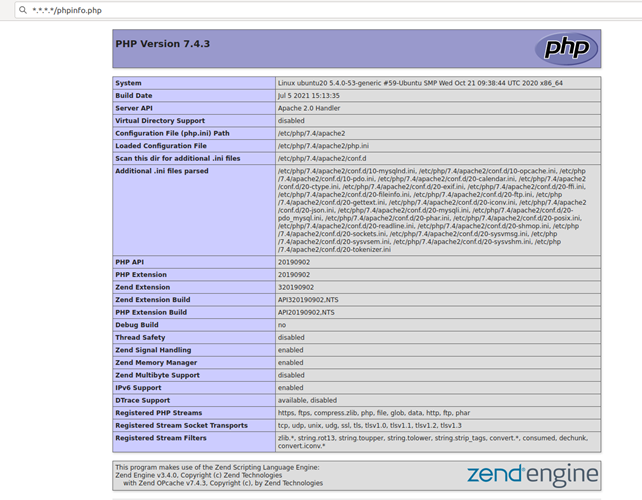 *.*.*.*/phpinfo.php
PHP Version 7.4.3
php
System Linux ubuntu20 5.4.0-53-generic #59-Ubuntu SMP Wed Oct 21 09:38:44 UTC 2020 x86_64
Build Date Jul 5 2021 15:13:35
Server API Apache 2.0 Handler
Virtual Directory Support disabled
Configuration File (php.ini) Path /etc/php/7.4/apache2
Loaded Configuration File /etc/php/7.4/apache2/php.ini
Scan this dir for additional .ini files /etc/php/7.4/apache2/conf.d
Additional .ini files parsed /etc/php/7.4/apache2/conf.d/10-mysqlnd.ini, /etc/php/7.4/apache2/conf.d/10-opcache.ini, /etc/php
/7.4/apache2/conf.d/10-pdo.ini, /etc/php/7.4/apache2/conf.d/20-calendar.ini, /etc/php/7.4/apache2
/conf.d/20-ctype.ini, /etc/php/7.4/apache2/conf.d/20-exif.ini, /etc/php/7.4/apache2/conf.d/20-ffi.ini,
/etc/php/7.4/apache2/conf.d/20-fileinfo.ini, /etc/php/7.4/apache2/conf.d/20-ftp.ini, /etc/php
/7.4/apache2/conf.d/20-gettext.ini, /etc/php/7.4/apache2/conf.d/20-iconv.ini, /etc/php/7.4/apache2
/conf.d/20-json.ini, /etc/php/7.4/apache2/conf.d/20-mysqli.ini, /etc/php/7.4/apache2/conf.d/20-
pdo_mysql.ini, /etc/php/7.4/apache2/conf.d/20-phar.ini, /etc/php/7.4/apache2/conf.d/20-posix.ini,
/etc/php/7.4/apache2/conf.d/20-readline.ini, /etc/php/7.4/apache2/conf.d/20-shmop.ini, /etc/php
/7.4/apache2/conf.d/20-sockets.ini, /etc/php/7.4/apache2/conf.d/20-sysvmsg.ini, /etc/php
/7.4/apache2/conf.d/20-sysvsem.ini, /etc/php/7.4/apache2/conf.d/20-sysvshm.ini, /etc/php
/7.4/apache2/conf.d/20-tokenizer.ini
PHP API 20190902
PHP Extension 20190902
Zend Extension 320190902
Zend Extension Build API320190902,NTS
PHP Extension Build API20190902,NTS
Debug Build no
Thread Safety disabled
Zend Signal Handling enabled
Zend Memory Manager enabled
Zend Multibyte Support disabled
IPv6 Support enabled
DTrace Support available, disabled
Registered PHP Streams https, ftps, compress.zlib, php, file, glob, data, http, ftp, phar
Registered Stream Socket Transports tcp, udp, unix, udg, ssl, tls, tlsv1.0, tlsv1.1, tlsv1.2, tlsv1.3
Registered Stream Filters zlib.*, string.rot13, string.toupper, string.tolower, string.strip_tags, convert.*, consumed, dechunk,
convert.iconv.*
This program makes use of the Zend Scripting Language Engine:
Zend Engine v3.4.0, Copyright (c) Zend Technologies
with Zend OPcache v7.4.3, Copyright (c), by Zend Technologies
zend engine